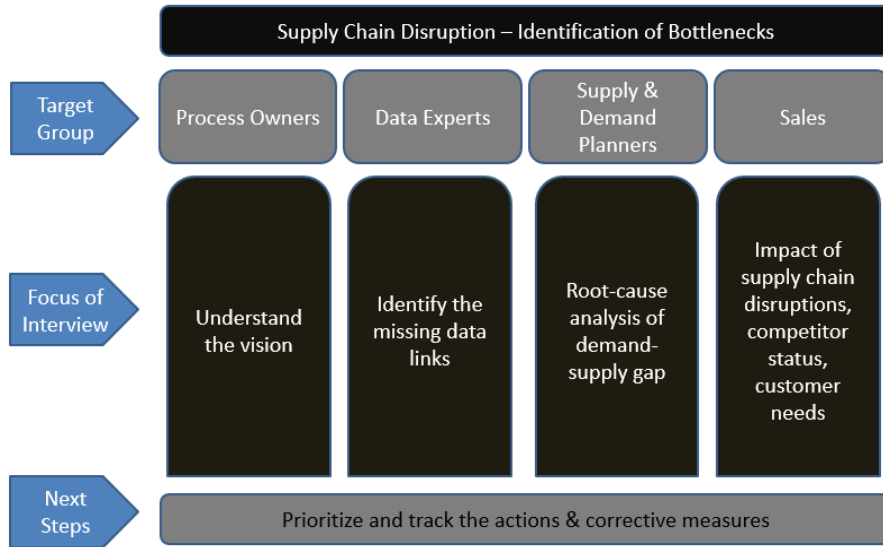 Supply Chain Disruption – Identification of Bottlenecks
Target
Group
Process Owners
Data Experts
Supply &
Demand
Planners
Sales
Focus of
Interview
Understand
the vision
Identify the
missing data
links
Root-cause
analysis of
demand-
supply gap
Impact of
supply chain
disruptions,
competitor
status,
customer
needs
Next
Steps
Prioritize and track the actions & corrective measures